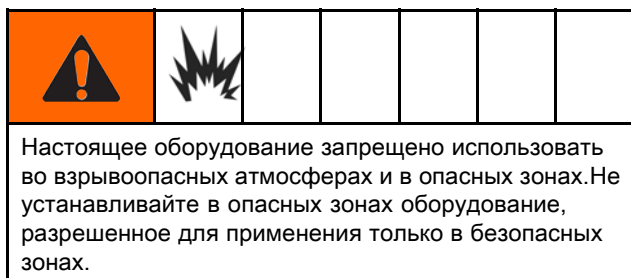 Настоящее оборудование запрещено использовать
во взрывоопасных атмосферах и в опасных зонах.Не
устанавливайте в опасных зонах оборудование,
разрешенное для применения только в безопасных
зонах.